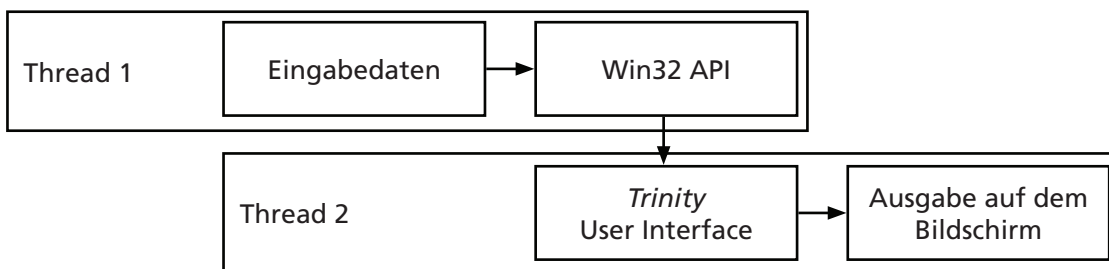 Thread 1
Eingabedaten
Win32 API
Thread 2
Trinity
User Interface
Ausgabe auf dem
Bildschirm